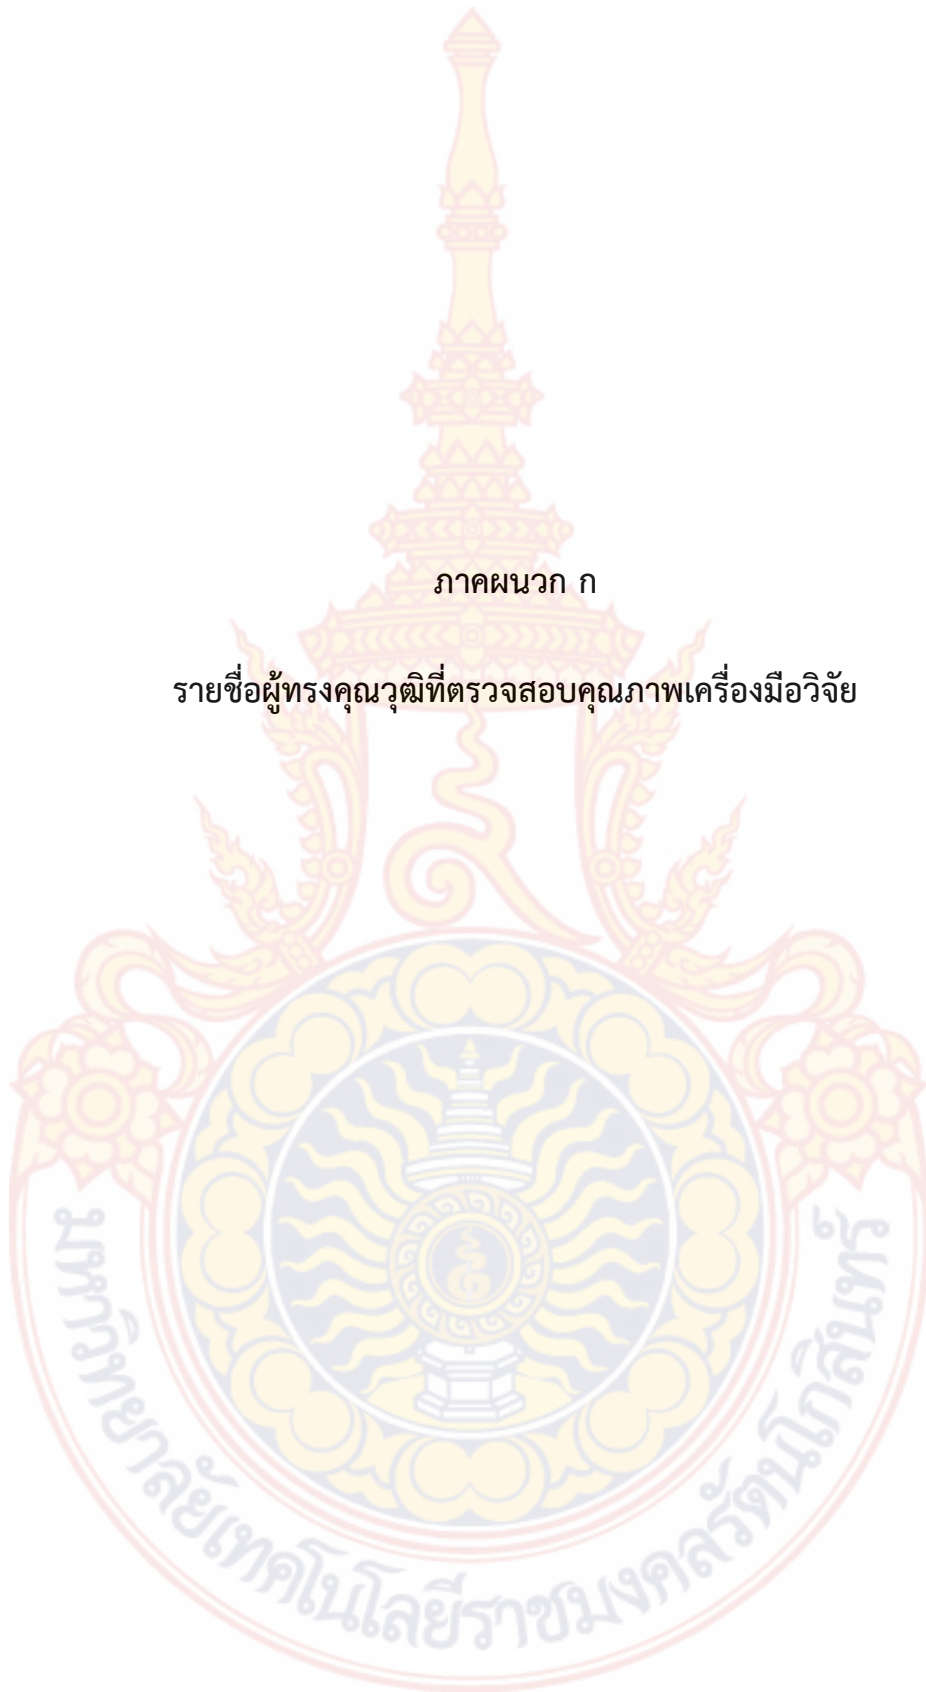 ภาคผนวก ก
รายชื่อผู้ทรงคุณวุฒิที่ตรวจสอบคุณภาพเครื่องมือวิจัย
มหาวิทยาลัยเทคโนโลยีราชมงคลรัตนโกสินทร์